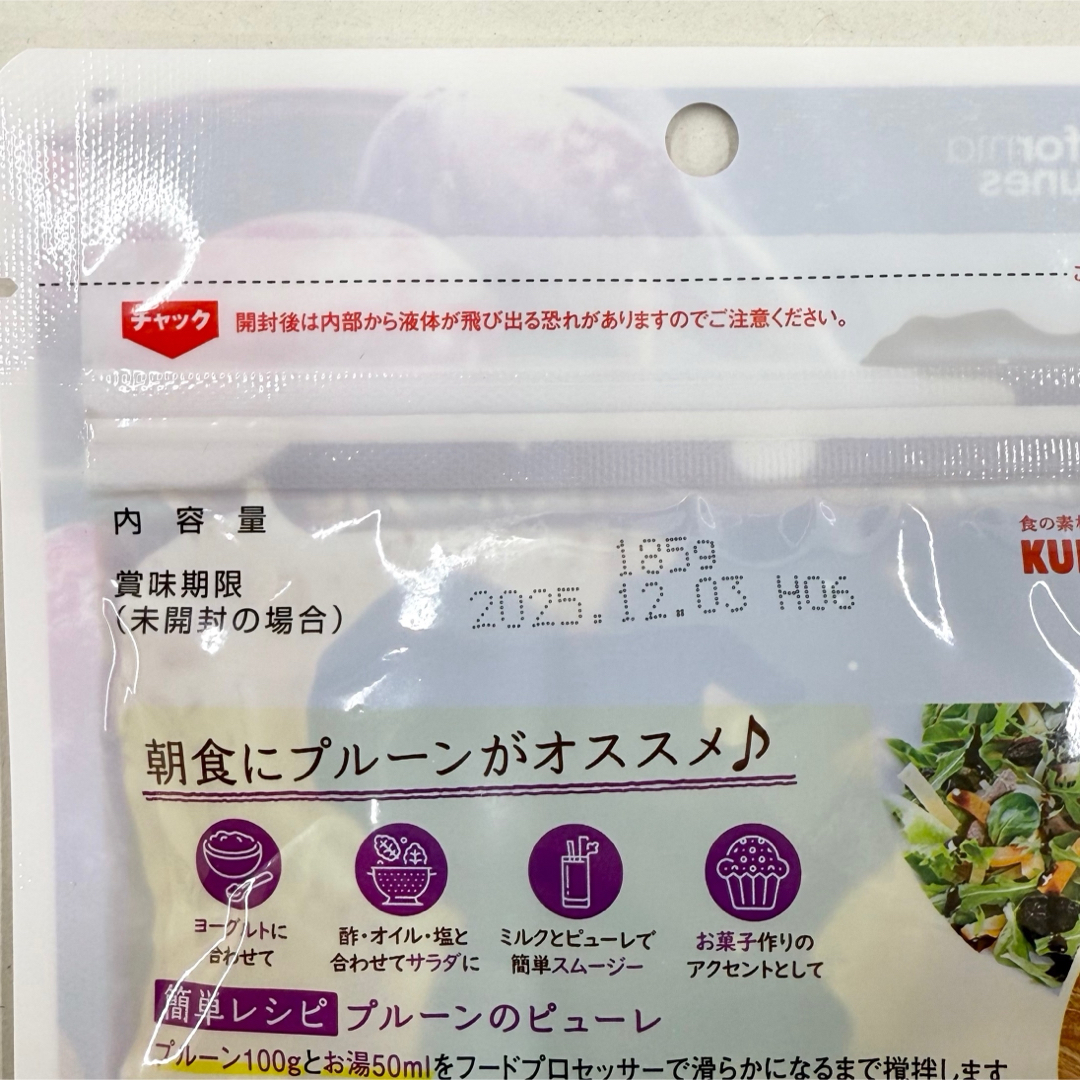 チャック 開封後は内部から液体が飛び出る恐れがありますのでご注意ください。
内容量 185g
賞味期限 2025.12.03 H06
(未開封の場合)
食の素
KU
朝食にプルーンがオススメ♪
ヨーグルトに
合わせて
酢・オイル・塩と
合わせてサラダに
ミルクとピューレで
簡単スムージー
お菓子作りの
アクセントとして
簡単レシピ プルーンのピューレ
プルーン100gとお湯50mlをフードプロセッサーで滑らかになるまで撹拌します